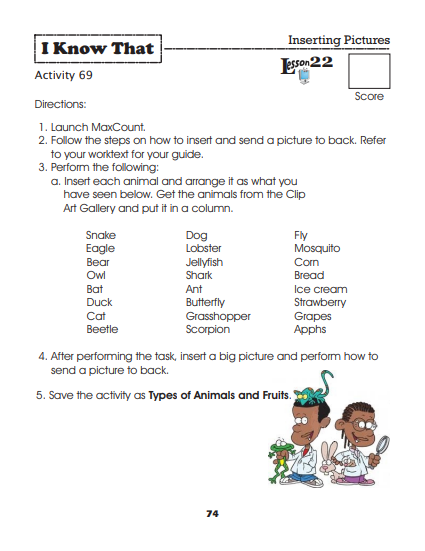 Inserting Pictures
I Know That
Lesson 22
Activity 69
Score
Directions:
1. Launch MaxCount.
2. Follow the steps on how to insert and send a picture to back. Refer
to your worktext for your guide.
3. Perform the following:
a. Insert each animal and arrange it as what you
have seen below. Get the animals from the Clip
Art Gallery and put it in a column.
Snake Dog Fly
Eagle Lobster Mosquito
Bear Jellyfish Corn
Owl Shark Bread
Bat Ant Ice cream
Duck Butterfly Strawberry
Cat Grasshopper Grapes
Beetle Scorpion Apphs
4. After performing the task, insert a big picture and perform how to
send a picture to back.
5. Save the activity as Types of Animals and Fruits.
74